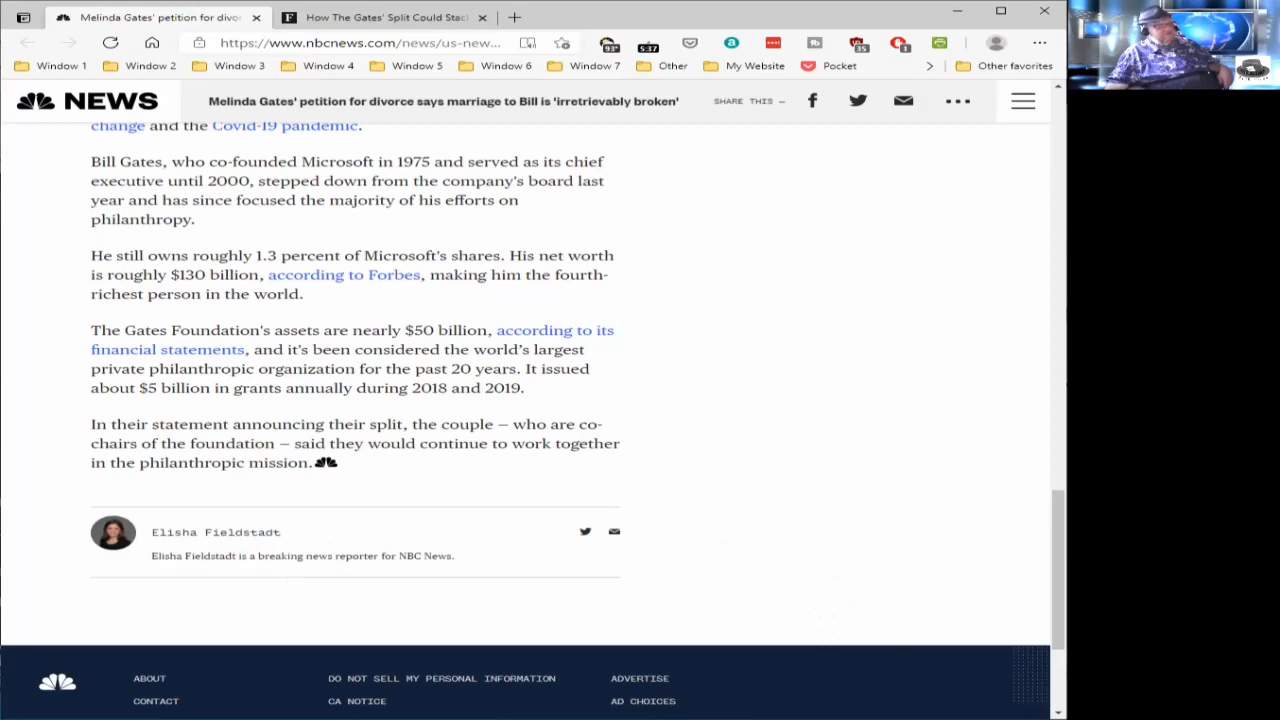 Melinda Gates' petition for divor
How The Gates' Split Could Stac
https://www.nbcnews.com/news/us-new...
93°
5:37
35
1
Window 1
Window 2
Window 3
Window 4
Window 5
Window 6
Window 7
Other
My Website
Pocket
Other favorites
NEWS
Melinda Gates' petition for divorce says marriage to Bill is 'irretrievably broken'
SHARE THIS —
change and the Covid-19 pandemic.
Bill Gates, who co-founded Microsoft in 1975 and served as its chief
executive until 2000, stepped down from the company's board last
year and has since focused the majority of his efforts on
philanthropy.
He still owns roughly 1.3 percent of Microsoft's shares. His net worth
is roughly $130 billion, according to Forbes, making him the fourth-
richest person in the world.
The Gates Foundation's assets are nearly $50 billion, according to its
financial statements, and it's been considered the world's largest
private philanthropic organization for the past 20 years. It issued
about $5 billion in grants annually during 2018 and 2019.
In their statement announcing their split, the couple — who are co-
chairs of the foundation — said they would continue to work together
in the philanthropic mission.
Elisha Fieldstadt
Elisha Fieldstadt is a breaking news reporter for NBC News.
ABOUT
DO NOT SELL MY PERSONAL INFORMATION
ADVERTISE
CONTACT
CA NOTICE
AD CHOICES